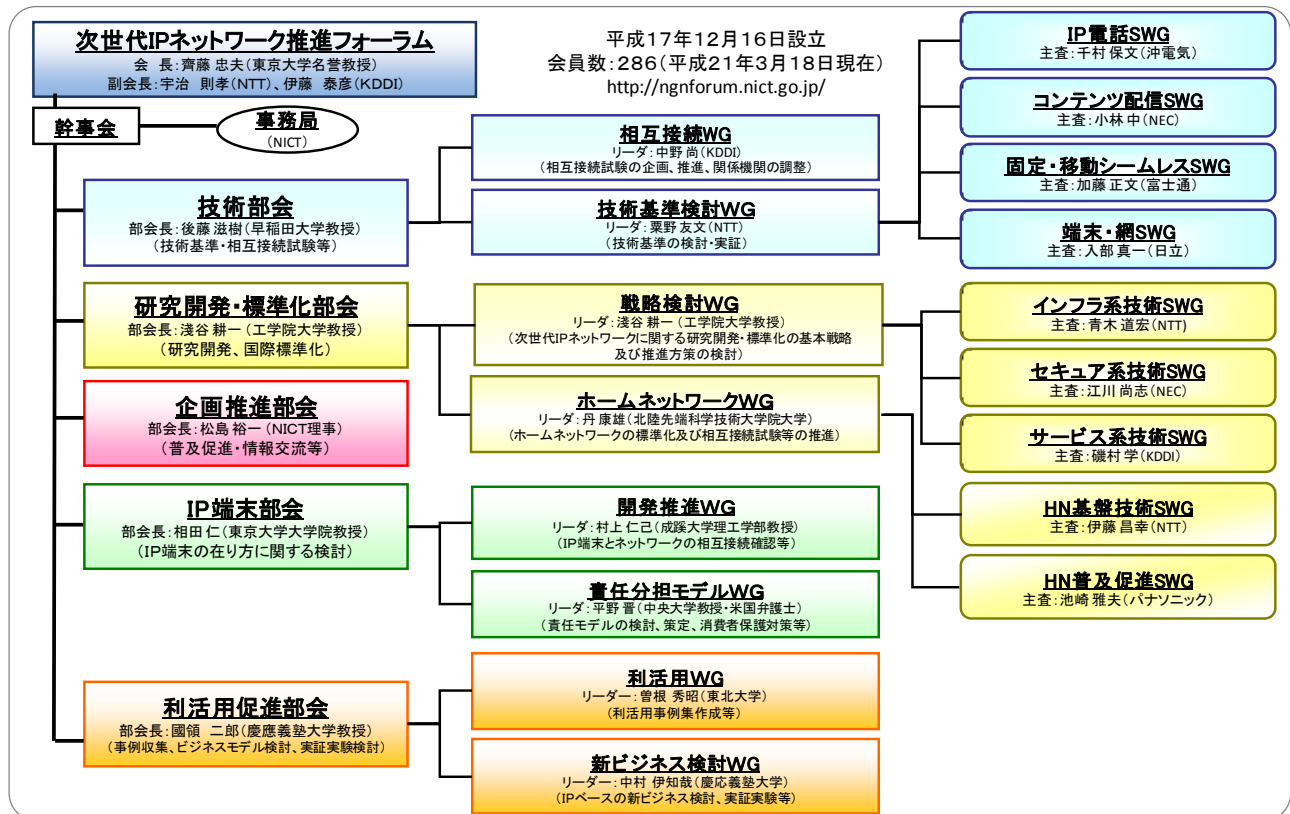 次世代IPネットワーク推進フォーラム
会　長：齊藤 忠夫（東京大学名誉教授）
副会長：宇治　則孝（NTT）、伊藤　泰彦（KDDI）
平成17年12月16日設立
会員数：286（平成21年3月18日現在）
http://ngnforum.nict.go.jp/
幹事会
事務局
（NICT）
技術部会
部会長：後藤 滋樹（早稲田大学教授）
（技術基準・相互接続試験等）
相互接続WG
リーダ：中野 尚（KDDI）
（相互接続試験の企画、推進、関係機関の調整）
技術基準検討WG
リーダ：粟野 友文（NTT）
（技術基準の検討・実証）
IP電話SWG
主査：千村 保文（沖電気）
コンテンツ配信SWG
主査：小林 中（NEC）
固定・移動シームレスSWG
主査：加藤 正文（富士通）
端末・網SWG
主査：入部 真一（日立）
研究開発・標準化部会
部会長：淺谷 耕一（工学院大学教授）
（研究開発、国際標準化）
戦略検討WG
リーダ：淺谷 耕一（工学院大学教授）
（次世代IPネットワークに関する研究開発・標準化の基本戦略
及び推進方策の検討）
ホームネットワークWG
リーダ：丹 康雄（北陸先端科学技術大学院大学）
（ホームネットワークの標準化及び相互接続試験等の推進）
インフラ系技術SWG
主査：青木 道宏（NTT）
セキュア系技術SWG
主査：江川 尚志（NEC）
サービス系技術SWG
主査：磯村 学（KDDI）
HN基盤技術SWG
主査：伊藤 昌幸（NTT）
HN普及促進SWG
主査：池崎 雅夫（パナソニック）
企画推進部会
部会長：松島 裕一（NICT理事）
（普及促進・情報交流等）
IP端末部会
部会長：相田 仁（東京大学大学院教授）
（IP端末の在り方に関する検討）
開発推進WG
リーダ：村上 仁己（成蹊大学理工学部教授）
（IP端末とネットワークの相互接続確認等）
責任分担モデルWG
リーダ：平野 晋（中央大学教授・米国弁護士）
（責任モデルの検討、策定、消費者保護対策等）
利活用促進部会
部会長：國領　二郎（慶應義塾大学教授）
（事例収集、ビジネスモデル検討、実証実験検討）
利活用WG
リーダー：曽根 秀昭（東北大学）
（利活用事例集作成等）
新ビジネス検討WG
リーダー：中村 伊知哉（慶応義塾大学）
（IPベースの新ビジネス検討、実証実験等）